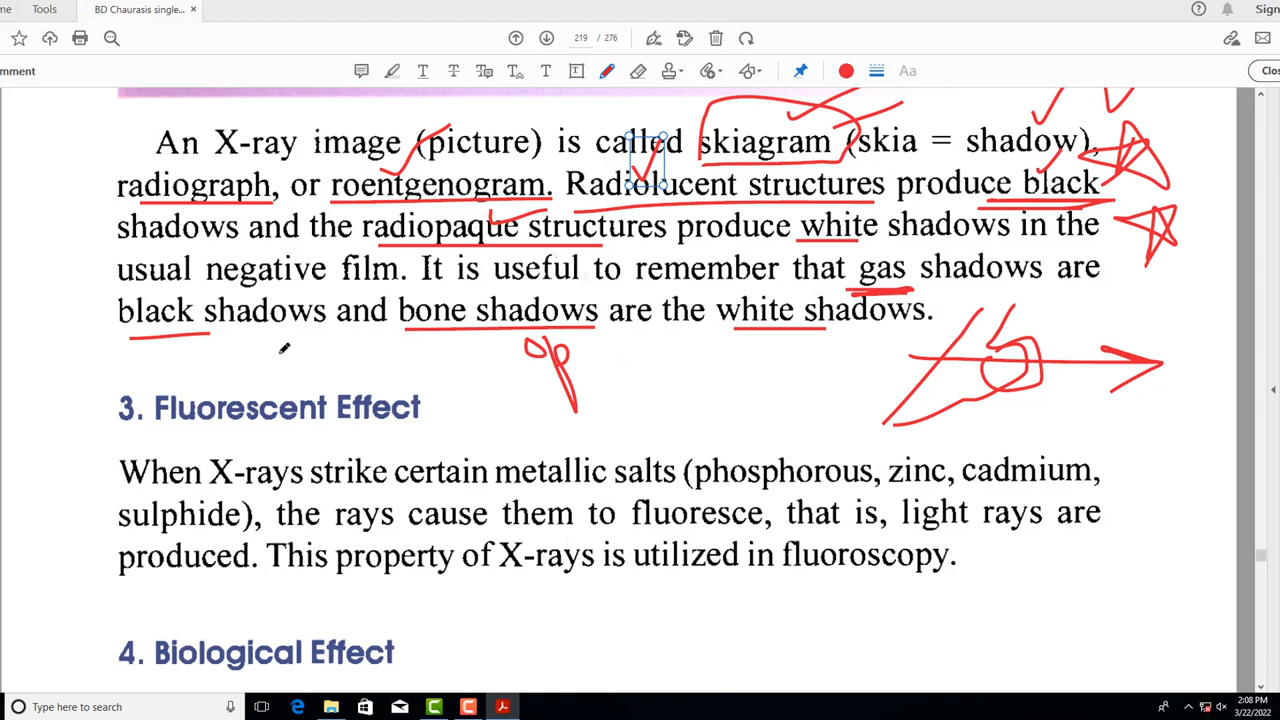 me Tools BD Chaurasis single... × Sign
219 / 276
mment Aa Clos
An X-ray image (picture) is called skiagram (skia = shadow),
radiograph, or roentgenogram. Radiolucent structures produce black
shadows and the radiopaque structures produce white shadows in the
usual negative film. It is useful to remember that gas shadows are
black shadows and bone shadows are the white shadows.
op
3. Fluorescent Effect
When X-rays strike certain metallic salts (phosphorous, zinc, cadmium,
sulphide), the rays cause them to fluoresce, that is, light rays are
produced. This property of X-rays is utilized in fluoroscopy.
4. Biological Effect
Type here to search 2:08 PM
3/22/2022